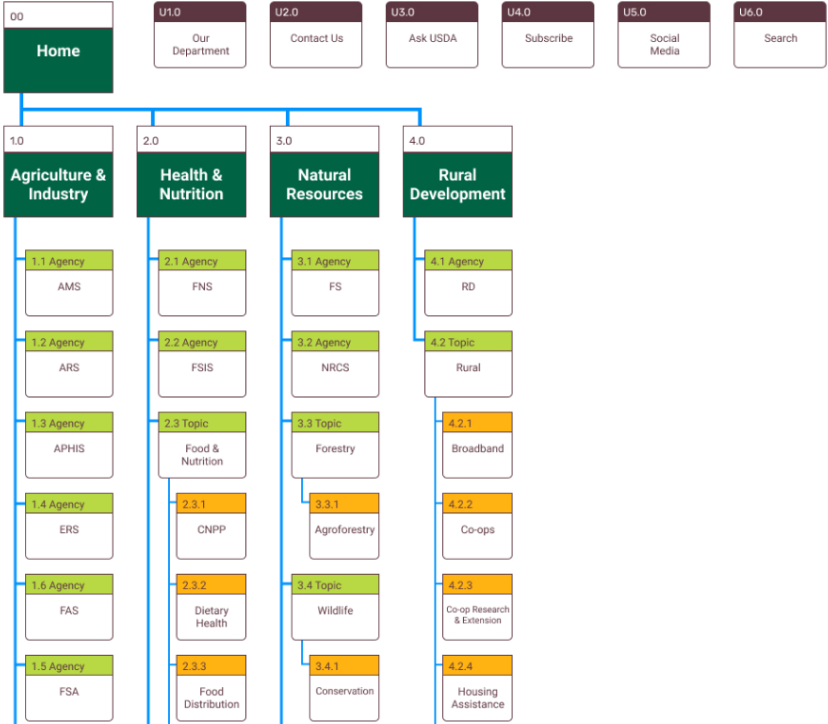 00
Home
U1.0
Our
Department
U2.0
Contact Us
U3.0
Ask USDA
U4.0
Subscribe
U5.0
Social
Media
U6.0
Search
1.0
Agriculture &
Industry
1.1 Agency
AMS
1.2 Agency
ARS
1.3 Agency
APHIS
1.4 Agency
ERS
1.6 Agency
FAS
1.5 Agency
FSA
2.0
Health &
Nutrition
2.1 Agency
FNS
2.2 Agency
FSIS
2.3 Topic
Food &
Nutrition
2.3.1
CNPP
2.3.2
Dietary
Health
2.3.3
Food
Distribution
3.0
Natural
Resources
3.1 Agency
FS
3.2 Agency
NRCS
3.3 Topic
Forestry
3.3.1
Agroforestry
3.4 Topic
Wildlife
3.4.1
Conservation
4.0
Rural
Development
4.1 Agency
RD
4.2 Topic
Rural
4.2.1
Broadband
4.2.2
Co-ops
4.2.3
Co-op Research
& Extension
4.2.4
Housing
Assistance